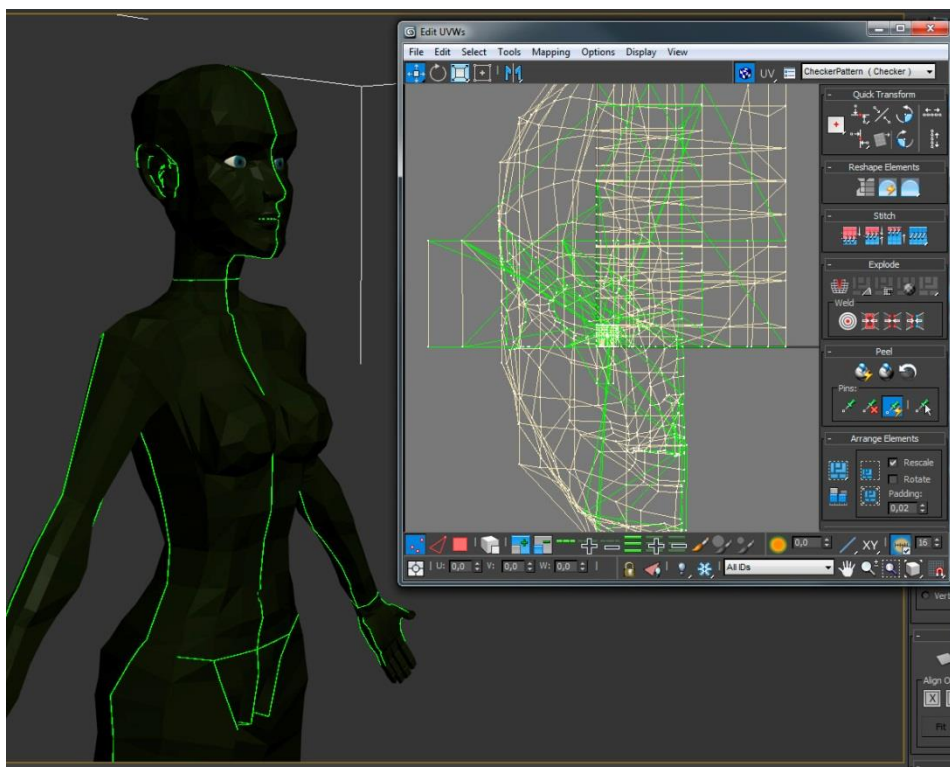 Edit UVWs
File Edit Select Tools Mapping Options Display View
UV CheckerPattern ( Checker )
- Quick Transform
- Reshape Elements
- Stitch
- Explode
Weld
- Peel
Pins:
- Arrange Elements
Rescale
Rotate
Padding:
0,02
0,0 XY 16
U: 0,0 V: 0,0 W: 0,0 All IDs
Vert
Align O
X
Fit